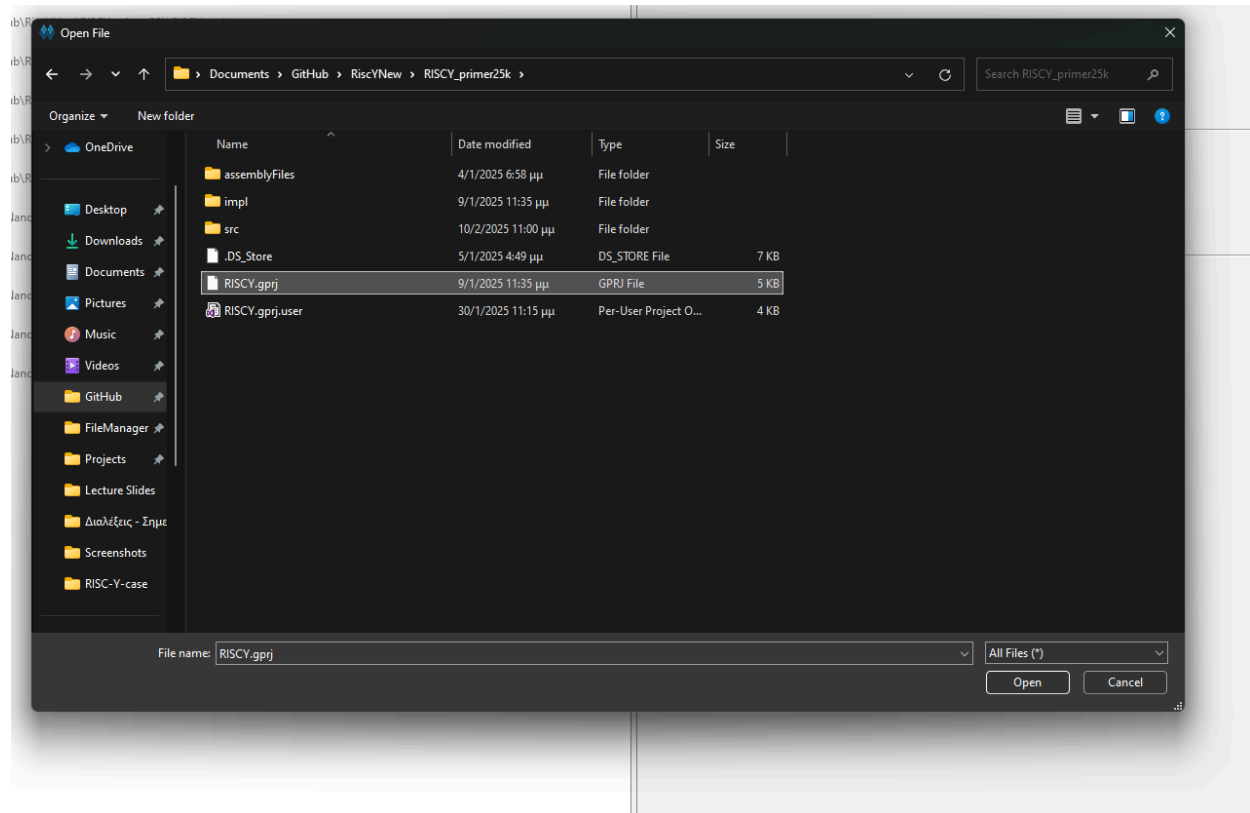 Open File
Documents > GitHub > RiscYNew > RISCY_primer25k >
Search RISCY_primer25k
Organize New folder
Name Date modified Type Size
OneDrive
Desktop
Downloads
Documents
Pictures
Music
Videos
GitHub
FileManager
Projects
Lecture Slides
Διαλέξεις - Σημε
Screenshots
RISC-Y-case
assemblyFiles 4/1/2025 6:58 μμ File folder
impl 9/1/2025 11:35 μμ File folder
src 10/2/2025 11:00 μμ File folder
.DS_Store 5/1/2025 4:49 μμ DS_STORE File 7 KB
RISCY.gprj 9/1/2025 11:35 μμ GPRJ File 5 KB
RISCY.gprj.user 30/1/2025 11:15 μμ Per-User Project O... 4 KB
File name: RISCY.gprj All Files (*)
Open Cancel